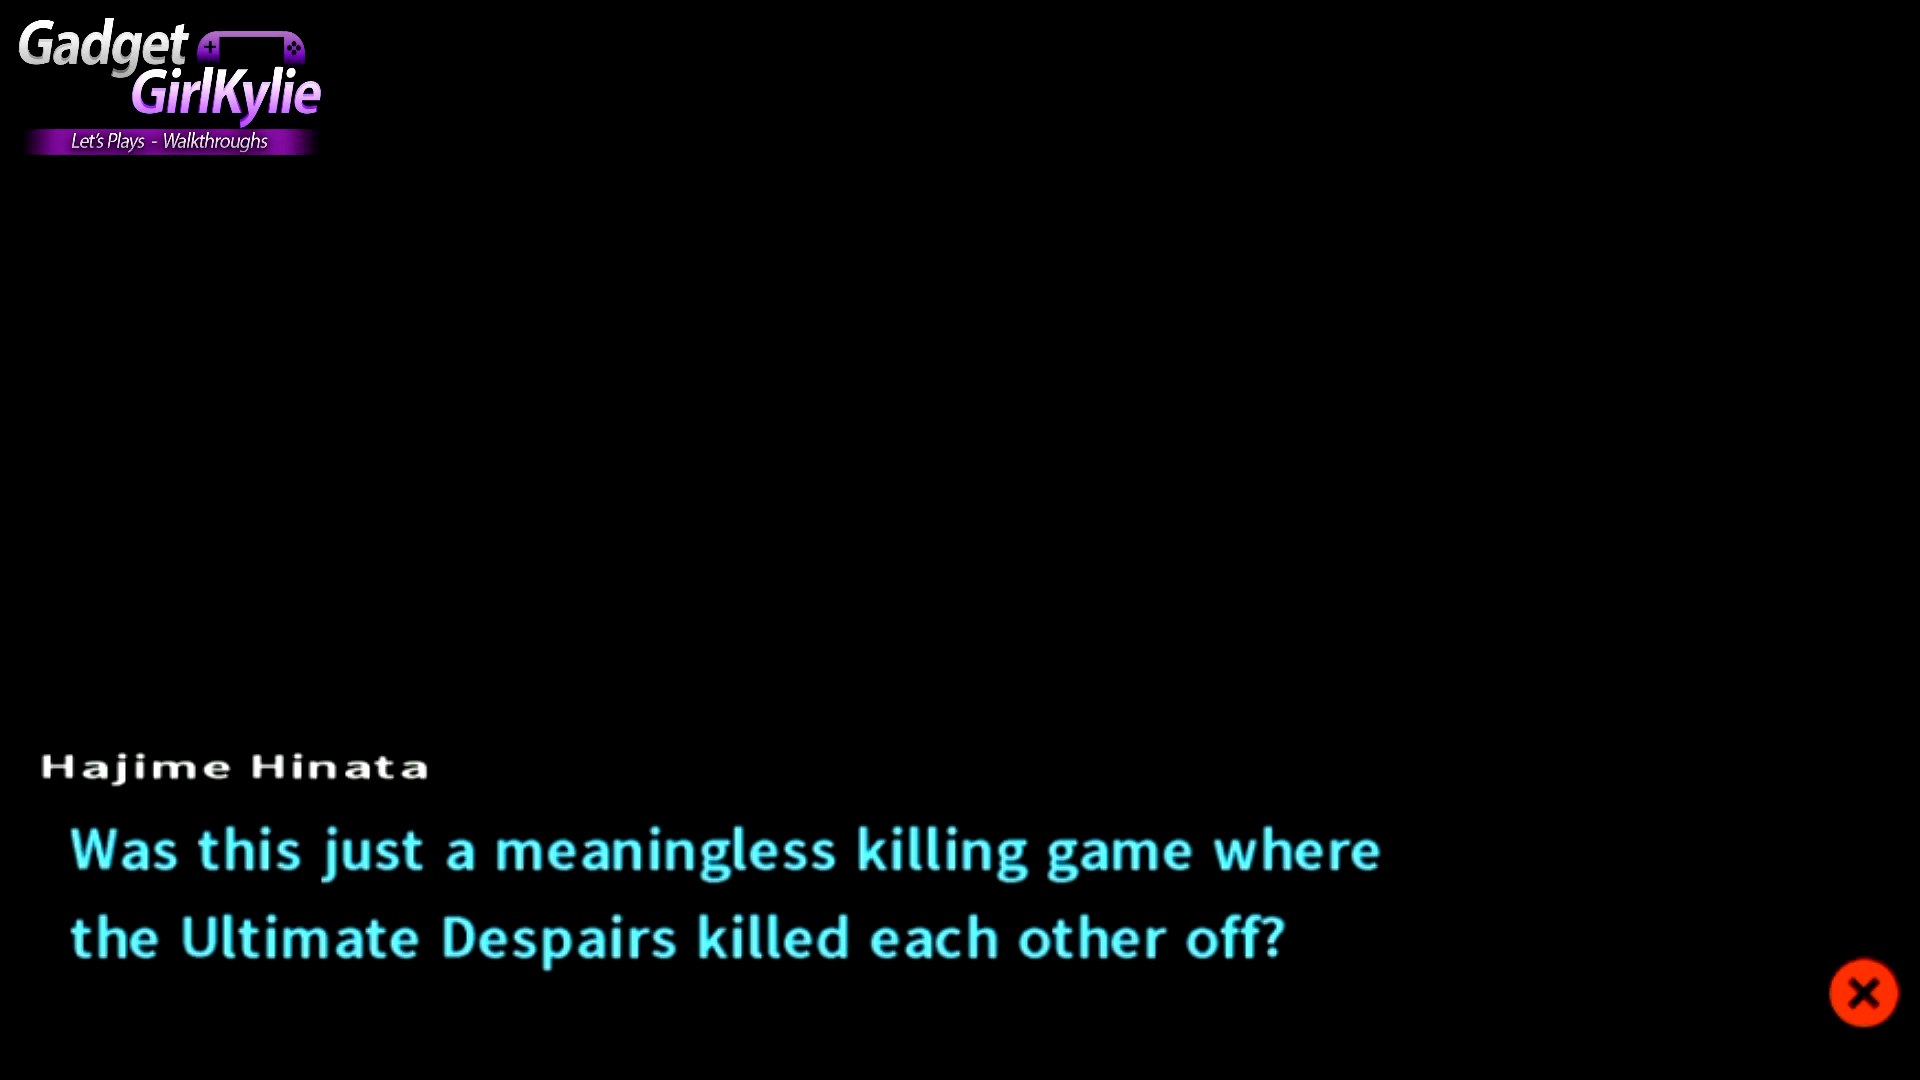 Gadget
GirlKylie
Let's Plays - Walkthroughs
Hajime Hinata
Was this just a meaningless killing game where
the Ultimate Despairs killed each other off?